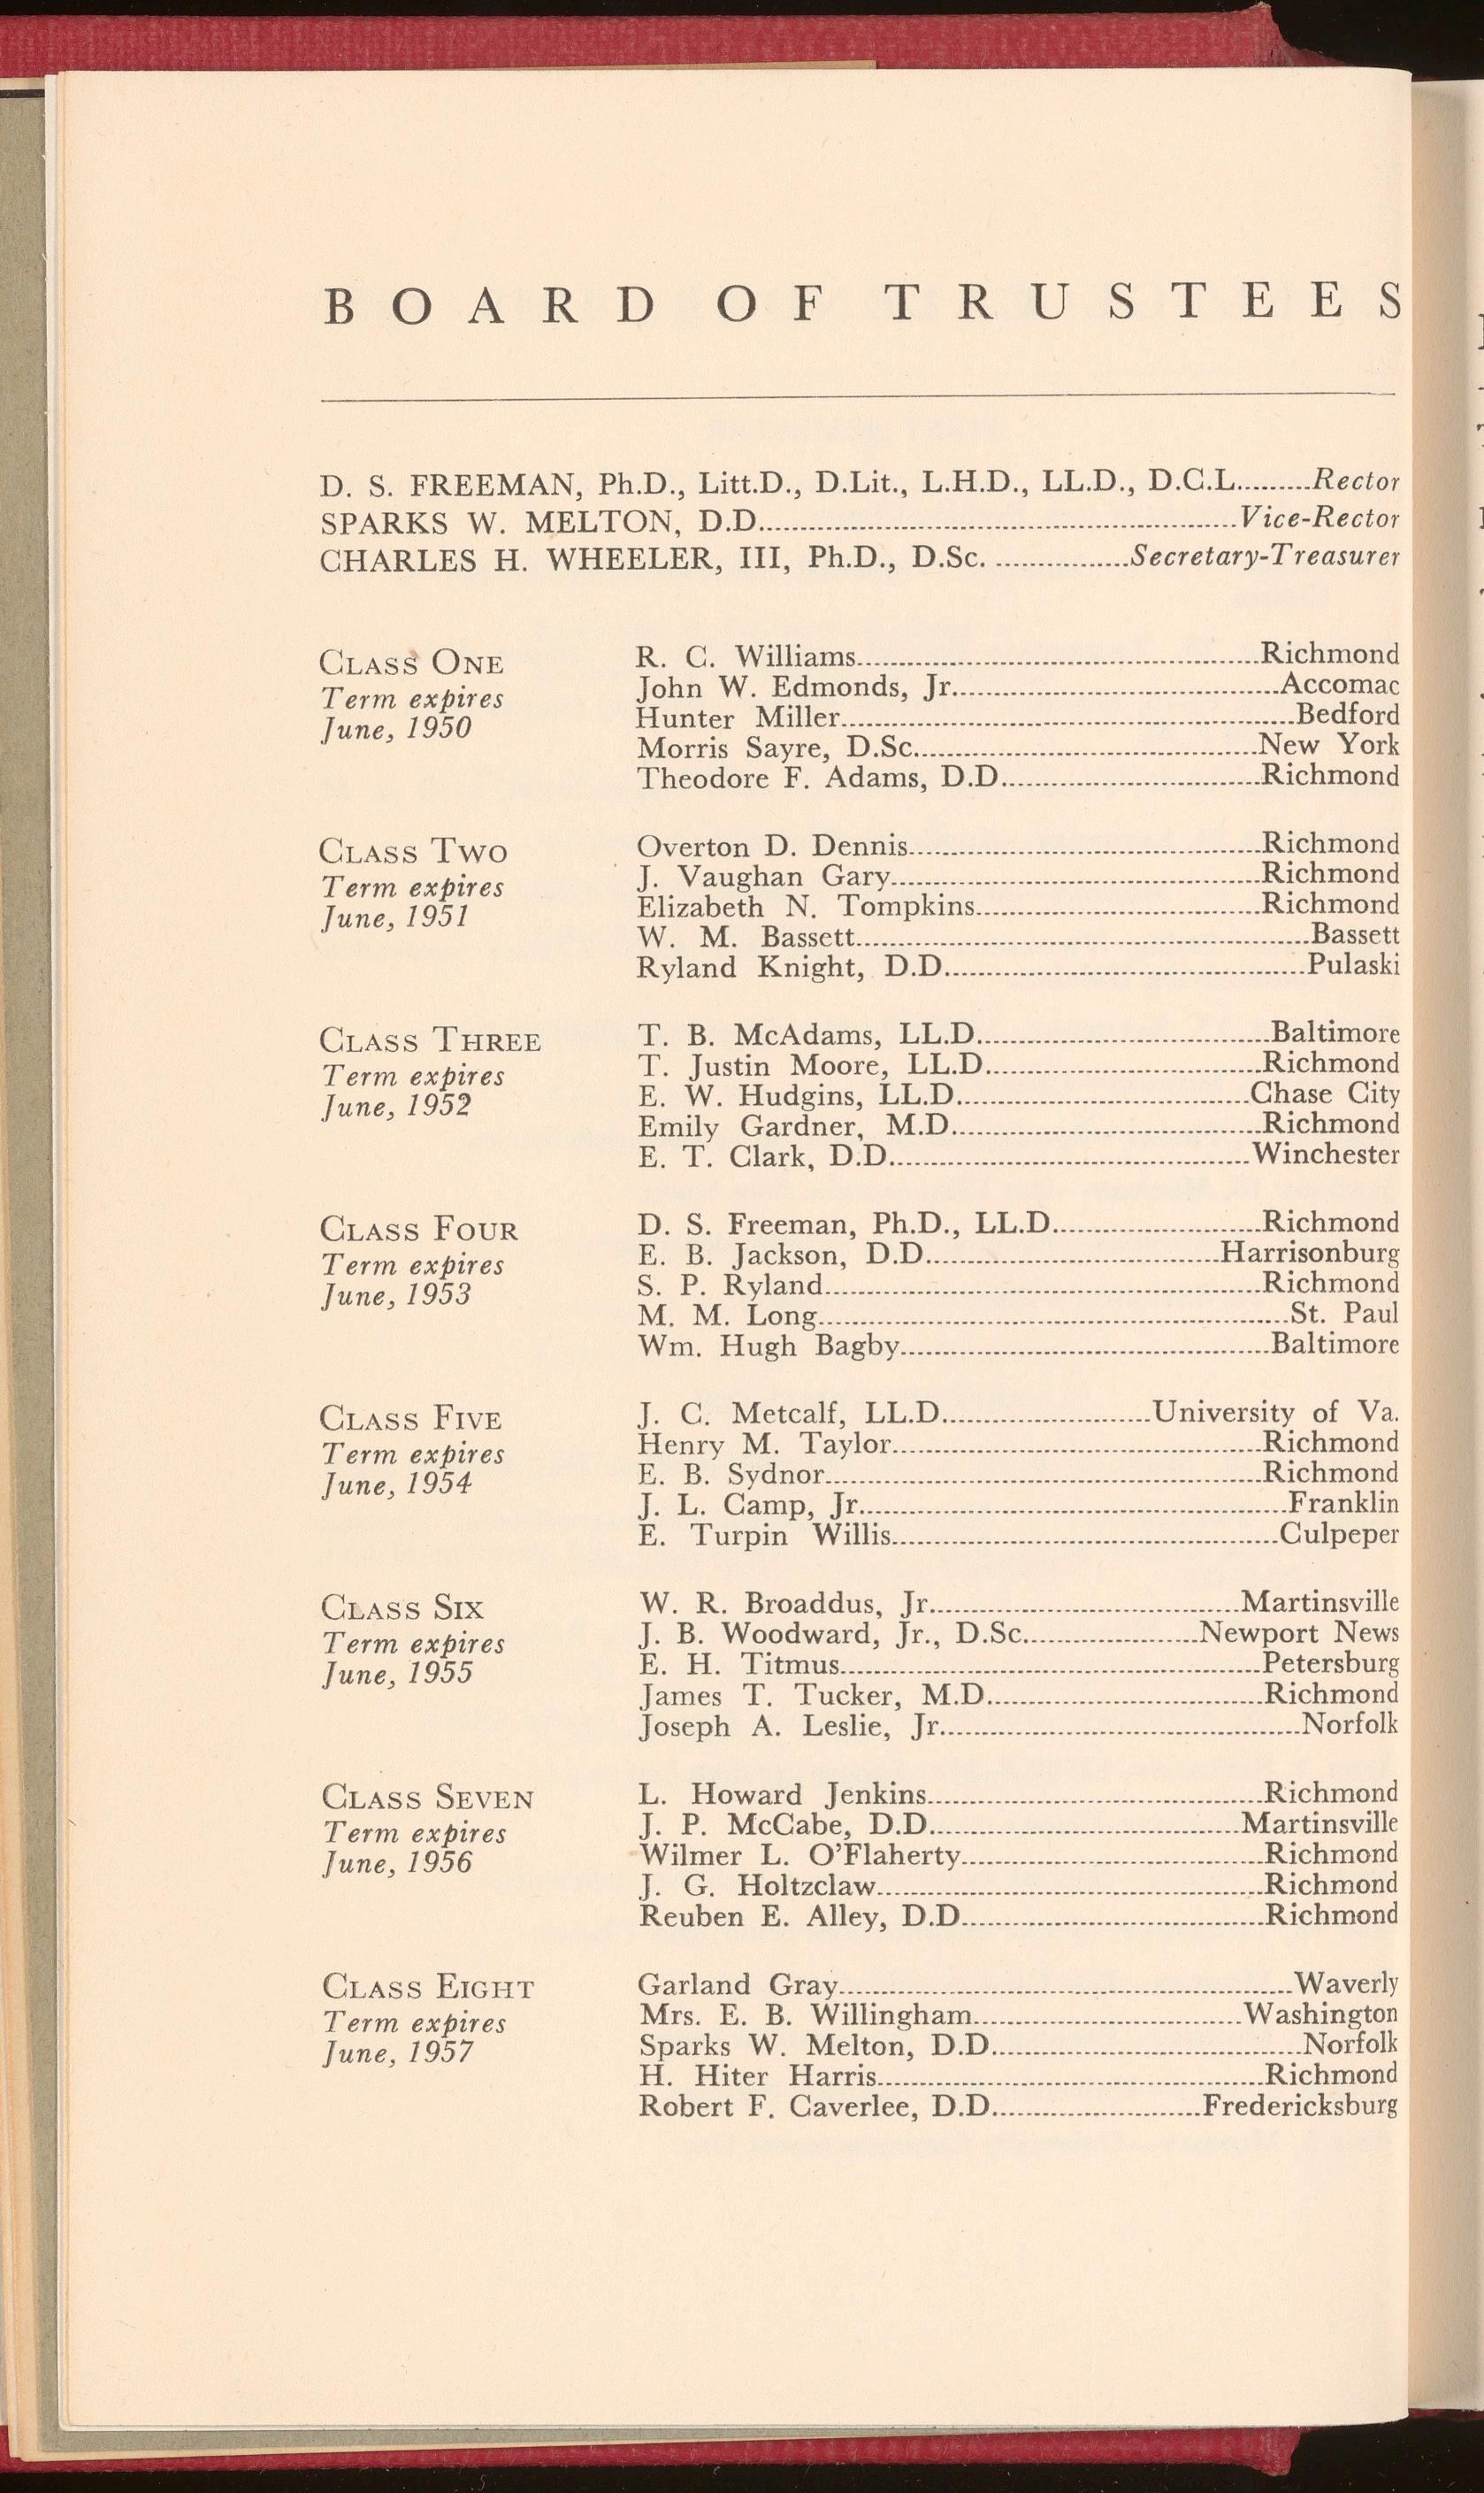 BOARD OF TRUSTEES
D. S. FREEMAN, Ph.D., Litt.D., D.Lit., L.H.D., LL.D., D.C.L.........Rector
SPARKS W. MELTON, D.D..........Vice-Rector
CHARLES H. WHEELER, III, Ph.D., D.Sc. .........Secretary-Treasurer
CLASS ONE
Term expires
June, 1950
R. C. Williams.........Richmond
John W. Edmonds, Jr..........Accomac
Hunter Miller.........Bedford
Morris Sayre, D.Sc..........New York
Theodore F. Adams, D.D..........Richmond
CLASS TWO
Term expires
June, 1951
Overton D. Dennis.........Richmond
J. Vaughan Gary.........Richmond
Elizabeth N. Tompkins.........Richmond
W. M. Bassett.........Bassett
Ryland Knight, D.D..........Pulaski
CLASS THREE
Term expires
June, 1952
T. B. McAdams, LL.D..........Baltimore
T. Justin Moore, LL.D..........Richmond
E. W. Hudgins, LL.D..........Chase City
Emily Gardner, M.D..........Richmond
E. T. Clark, D.D..........Winchester
CLASS FOUR
Term expires
June, 1953
D. S. Freeman, Ph.D., LL.D..........Richmond
E. B. Jackson, D.D..........Harrisonburg
S. P. Ryland.........Richmond
M. M. Long.........St. Paul
Wm. Hugh Bagby.........Baltimore
CLASS FIVE
Term expires
June, 1954
J. C. Metcalf, LL.D..........University of Va.
Henry M. Taylor.........Richmond
E. B. Sydnor.........Richmond
J. L. Camp, Jr..........Franklin
E. Turpin Willis.........Culpeper
CLASS SIX
Term expires
June, 1955
W. R. Broaddus, Jr..........Martinsville
J. B. Woodward, Jr., D.Sc..........Newport News
E. H. Titmus.........Petersburg
James T. Tucker, M.D..........Richmond
Joseph A. Leslie, Jr..........Norfolk
CLASS SEVEN
Term expires
June, 1956
L. Howard Jenkins.........Richmond
J. P. McCabe, D.D..........Martinsville
Wilmer L. O'Flaherty.........Richmond
J. G. Holtzclaw.........Richmond
Reuben E. Alley, D.D..........Richmond
CLASS EIGHT
Term expires
June, 1957
Garland Gray.........Waverly
Mrs. E. B. Willingham.........Washington
Sparks W. Melton, D.D..........Norfolk
H. Hiter Harris.........Richmond
Robert F. Caverlee, D.D..........Fredericksburg